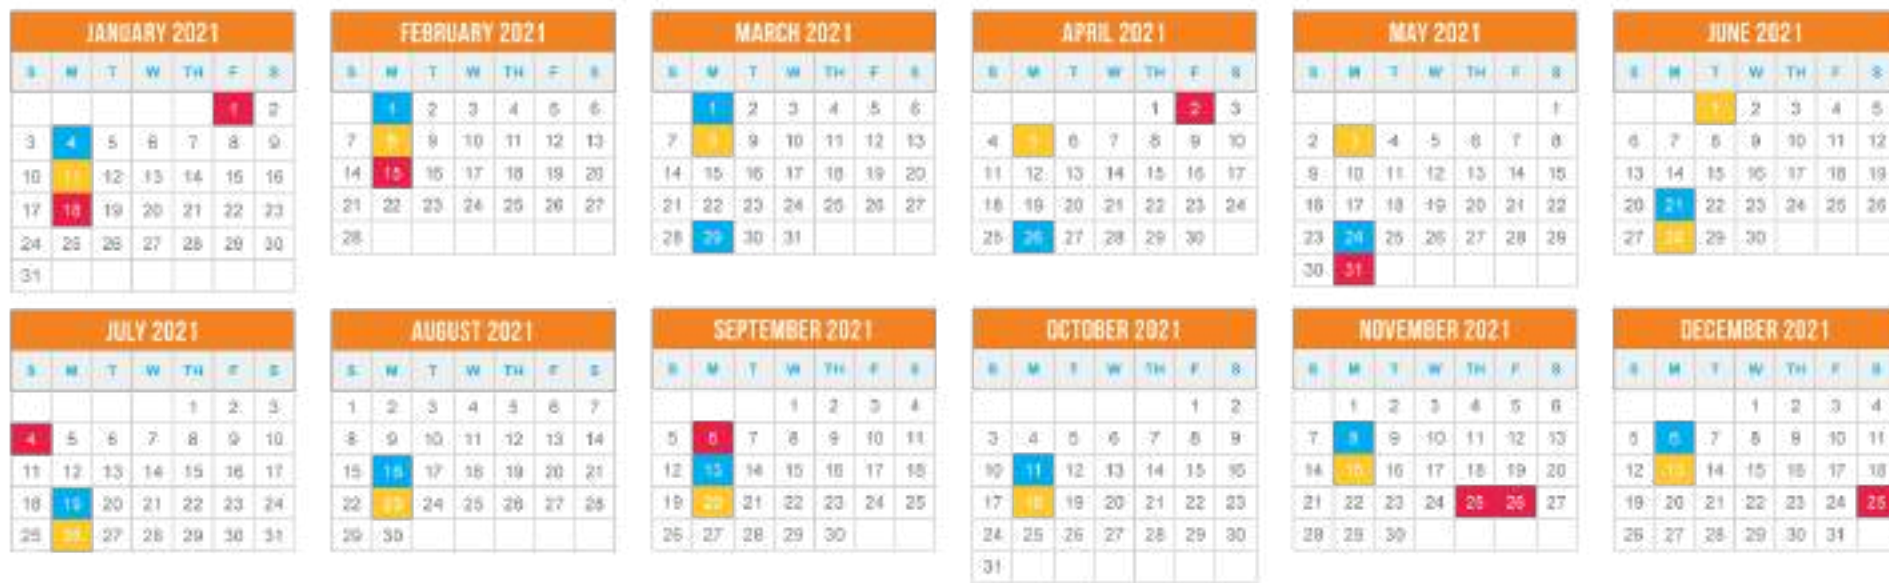 JANUARY 2021
S M T W TH F S
1 2
3 4 5 6 7 8 9
10 11 12 13 14 15 16
17 18 19 20 21 22 23
24 25 26 27 28 29 30
31
FEBRUARY 2021
S M T W TH F S
1 2 3 4 5 6
7 8 9 10 11 12 13
14 15 16 17 18 19 20
21 22 23 24 25 26 27
28
MARCH 2021
S M T W TH F S
1 2 3 4 5 6
7 8 9 10 11 12 13
14 15 16 17 18 19 20
21 22 23 24 25 26 27
28 29 30 31
APRIL 2021
S M T W TH F S
1 2 3
4 5 6 7 8 9 10
11 12 13 14 15 16 17
18 19 20 21 22 23 24
25 26 27 28 29 30
MAY 2021
S M T W TH F S
1
2 3 4 5 6 7 8
9 10 11 12 13 14 15
16 17 18 19 20 21 22
23 24 25 26 27 28 29
30 31
JUNE 2021
S M T W TH F S
1 2 3 4 5
6 7 8 9 10 11 12
13 14 15 16 17 18 19
20 21 22 23 24 25 26
27 28 29 30
JULY 2021
S M T W TH F S
1 2 3
4 5 6 7 8 9 10
11 12 13 14 15 16 17
18 19 20 21 22 23 24
25 26 27 28 29 30 31
AUGUST 2021
S M T W TH F S
1 2 3 4 5 6 7
8 9 10 11 12 13 14
15 16 17 18 19 20 21
22 23 24 25 26 27 28
29 30
SEPTEMBER 2021
S M T W TH F S
1 2 3 4
5 6 7 8 9 10 11
12 13 14 15 16 17 18
19 20 21 22 23 24 25
26 27 28 29 30
OCTOBER 2021
S M T W TH F S
1 2
3 4 5 6 7 8 9
10 11 12 13 14 15 16
17 18 19 20 21 22 23
24 25 26 27 28 29 30
31
NOVEMBER 2021
S M T W TH F S
1 2 3 4 5 6
7 8 9 10 11 12 13
14 15 16 17 18 19 20
21 22 23 24 25 26 27
28 29 30
DECEMBER 2021
S M T W TH F S
1 2 3 4
5 6 7 8 9 10 11
12 13 14 15 16 17 18
19 20 21 22 23 24 25
26 27 28 29 30 31